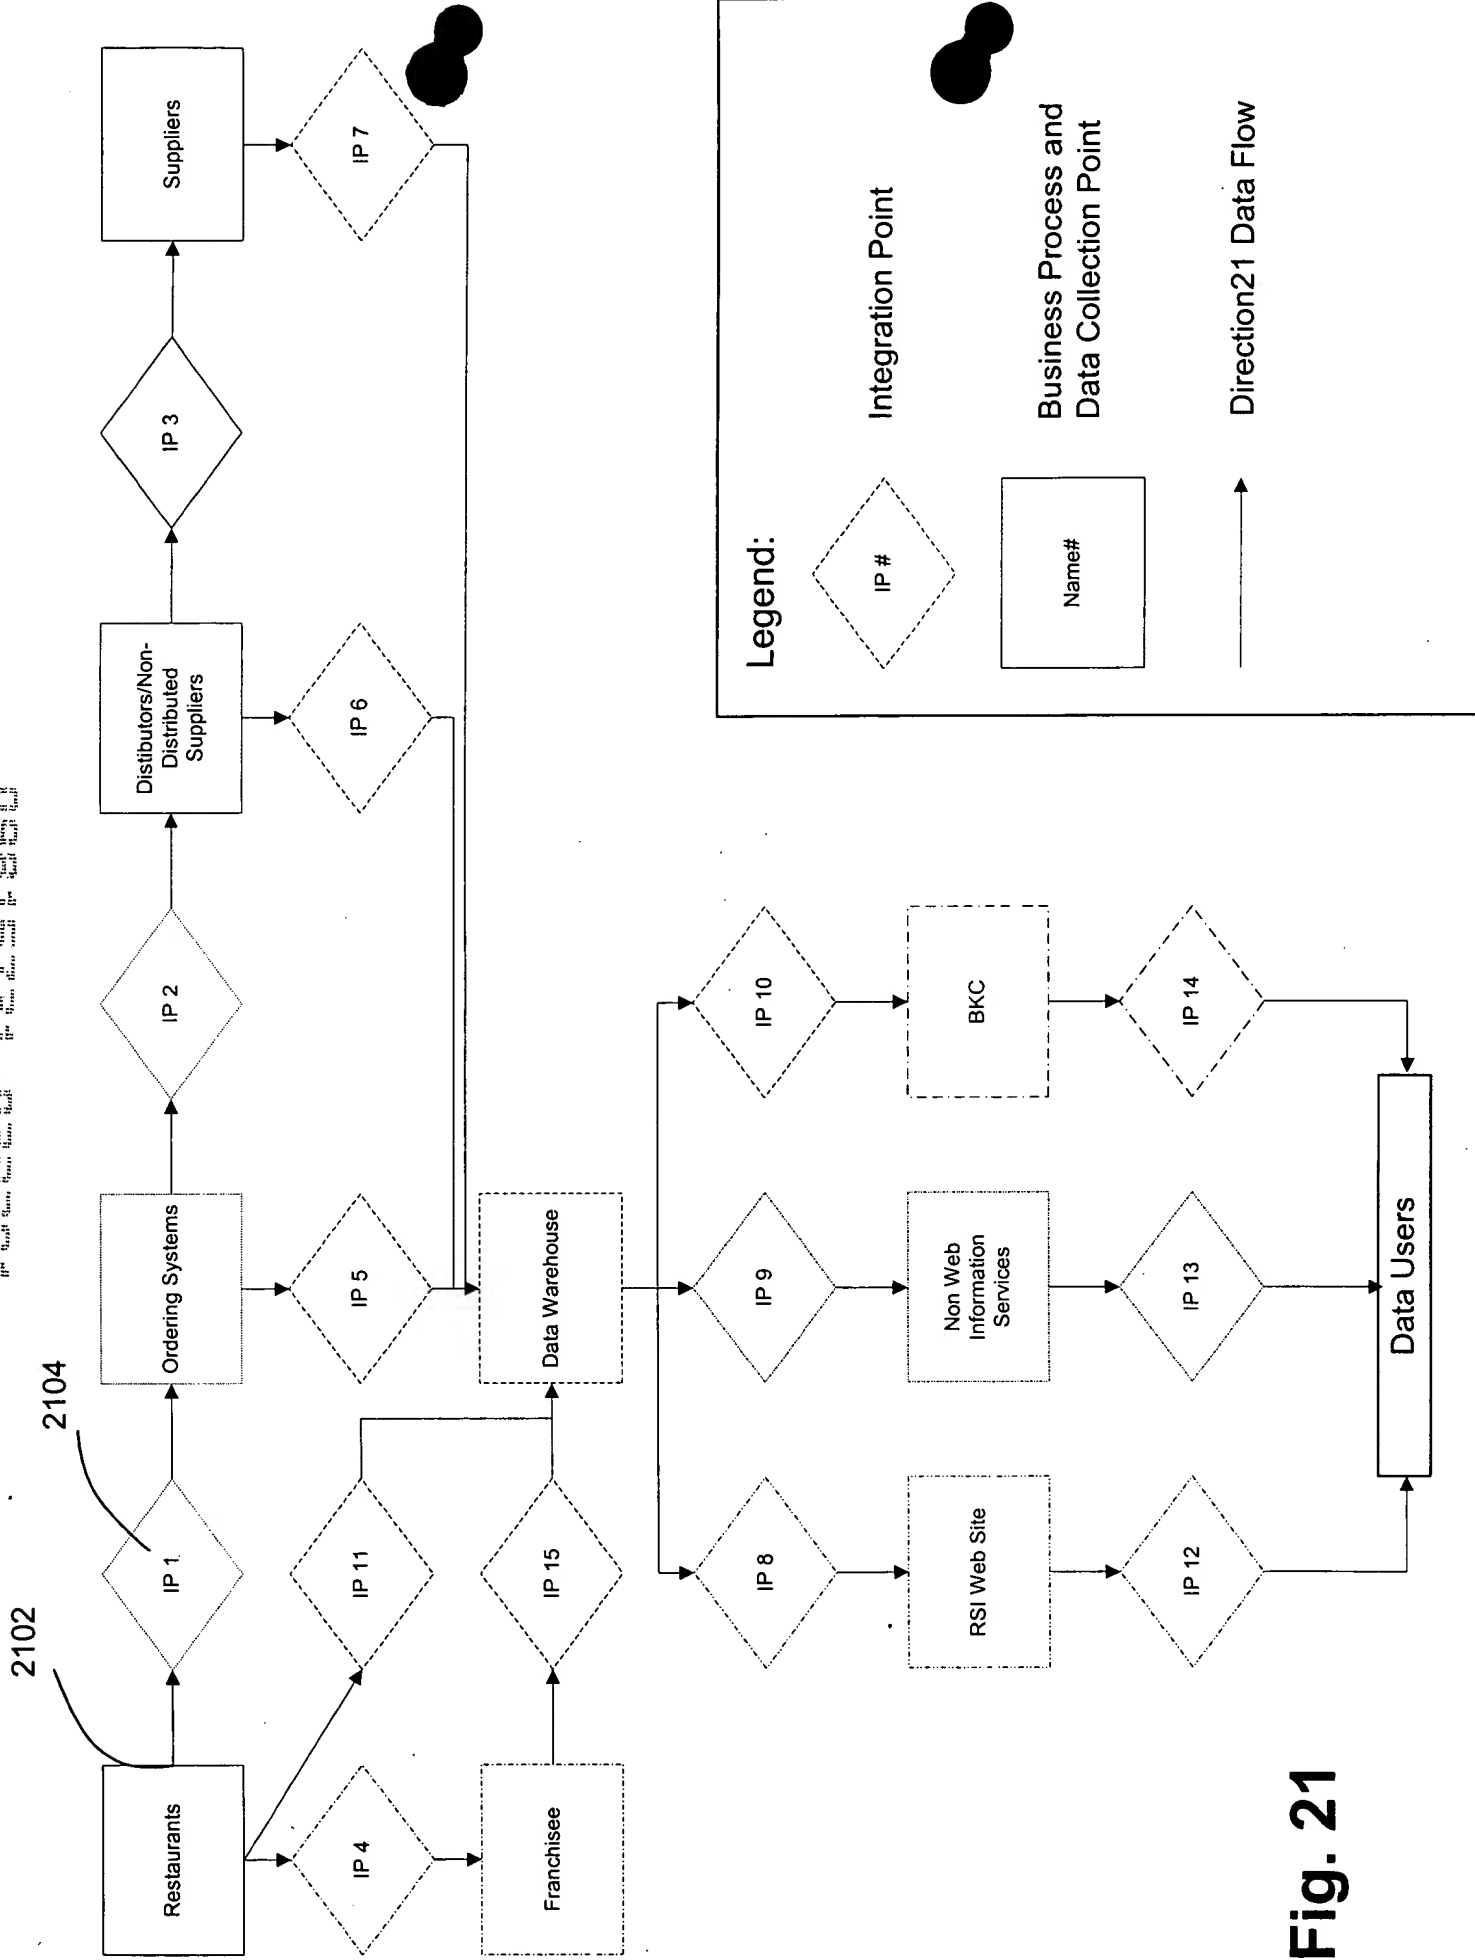 2102
2104
Restaurants
IP 1
Ordering Systems
IP 2
Distibutors/Non-
Distributed
Suppliers
IP 3
Suppliers
IP 4
IP 11
IP 5
IP 6
IP 7
Franchisee
IP 15
Data Warehouse
IP 8
IP 9
IP 10
RSI Web Site
Non Web
Information
Services
BKC
IP 12
IP 13
IP 14
Data Users
Legend:
IP #
Integration Point
Name#
Business Process and
Data Collection Point
Direction21 Data Flow
Fig. 21